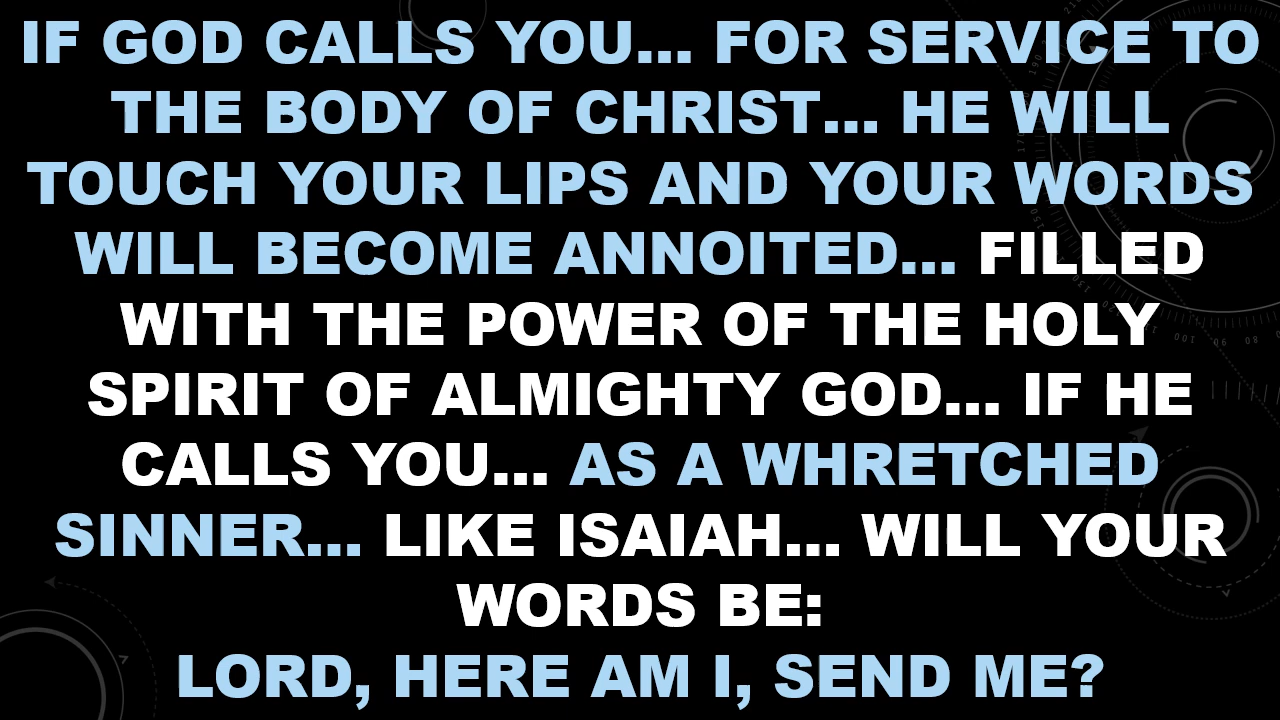 IF GOD CALLS YOU... FOR SERVICE TO
THE BODY OF CHRIST... HE WILL
TOUCH YOUR LIPS AND YOUR WORDS
WILL BECOME ANNOITED... FILLED
WITH THE POWER OF THE HOLY
SPIRIT OF ALMIGHTY GOD... IF HE
CALLS YOU... AS A WHRETCHED
SINNER... LIKE ISAIAH... WILL YOUR
WORDS BE:
LORD, HERE AM I, SEND ME?